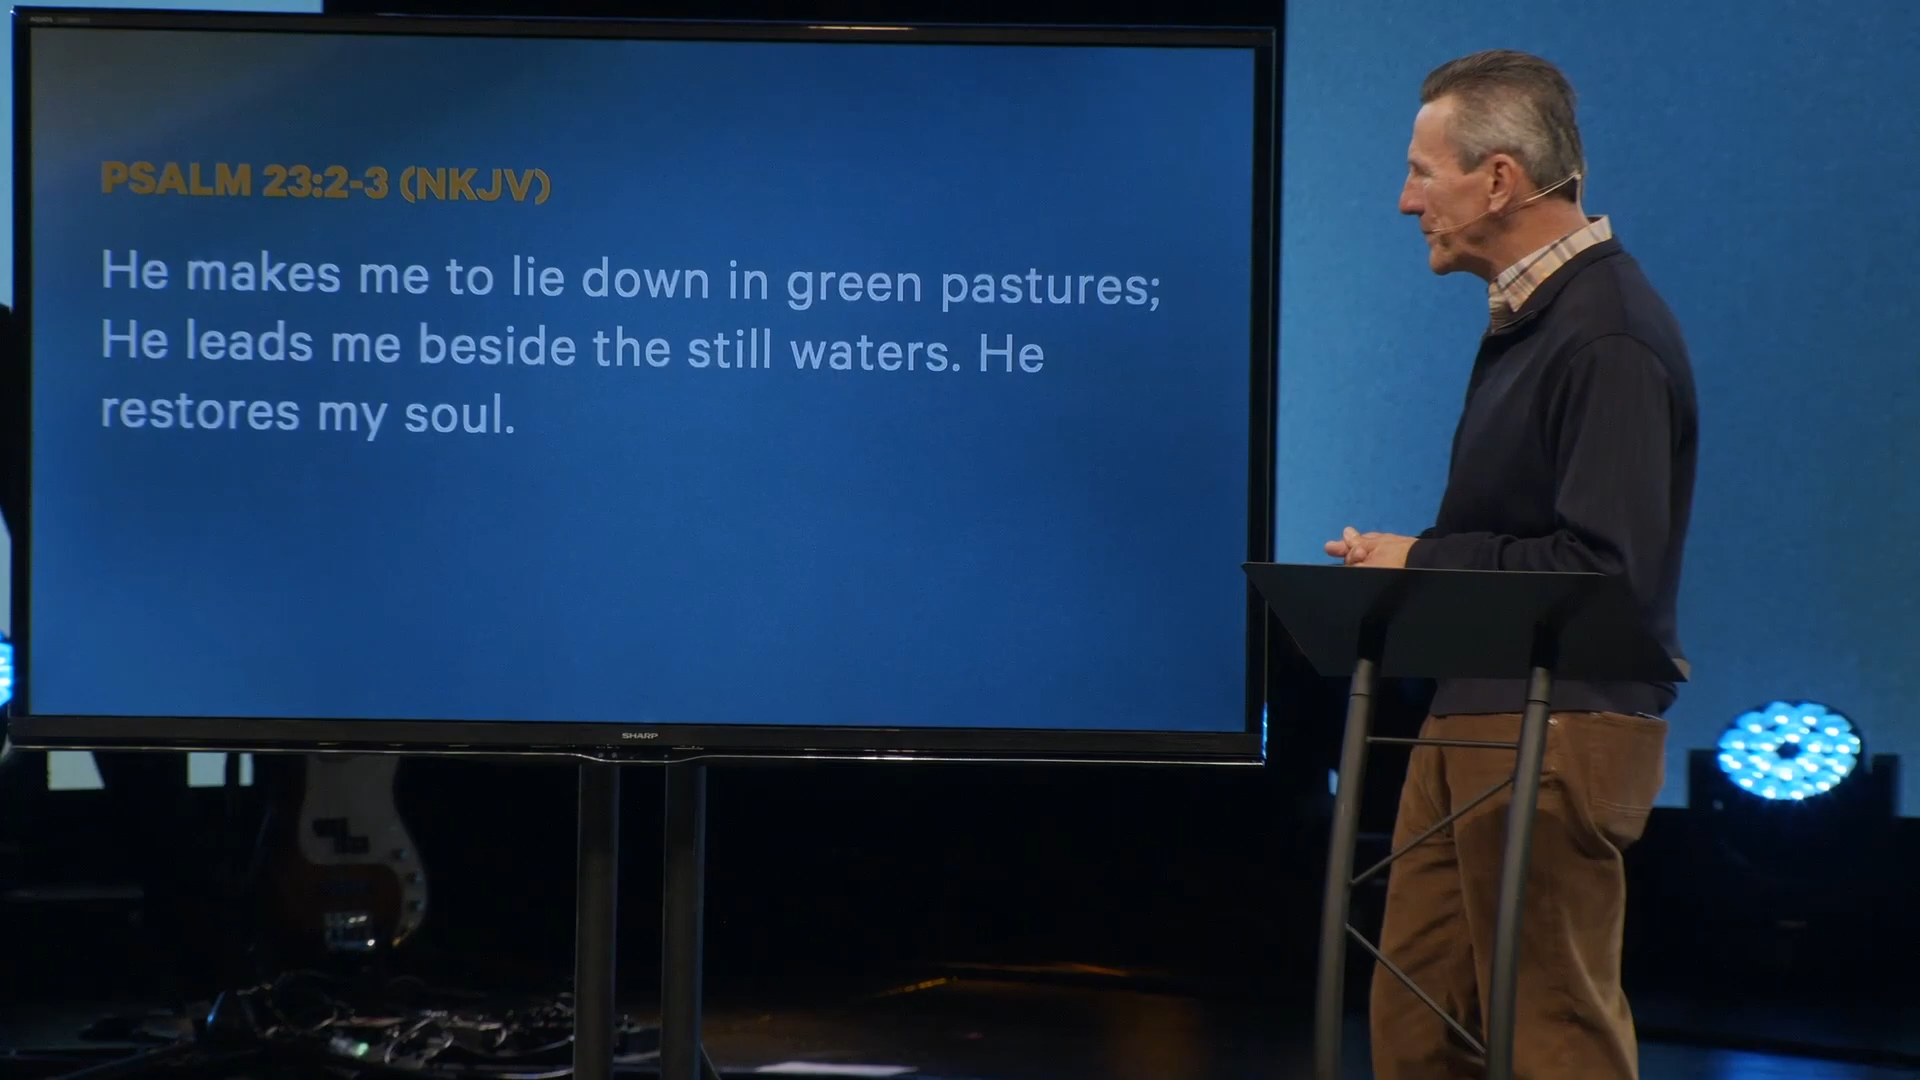 PSALM 23:2-3 (NKJV)
He makes me to lie down in green pastures;
He leads me beside the still waters. He
restores my soul.
SHARP